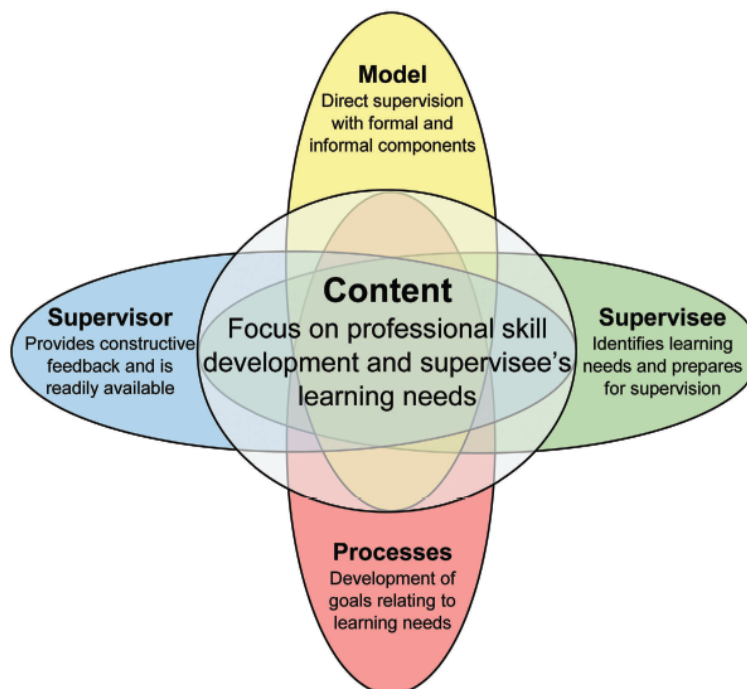 Model
Direct supervision
with formal and
informal components
Content
Focus on professional skill
development and supervisee's
learning needs
Supervisor
Provides constructive
feedback and is
readily available
Supervisee
Identifies learning
needs and prepares
for supervision
Processes
Development of
goals relating to
learning needs